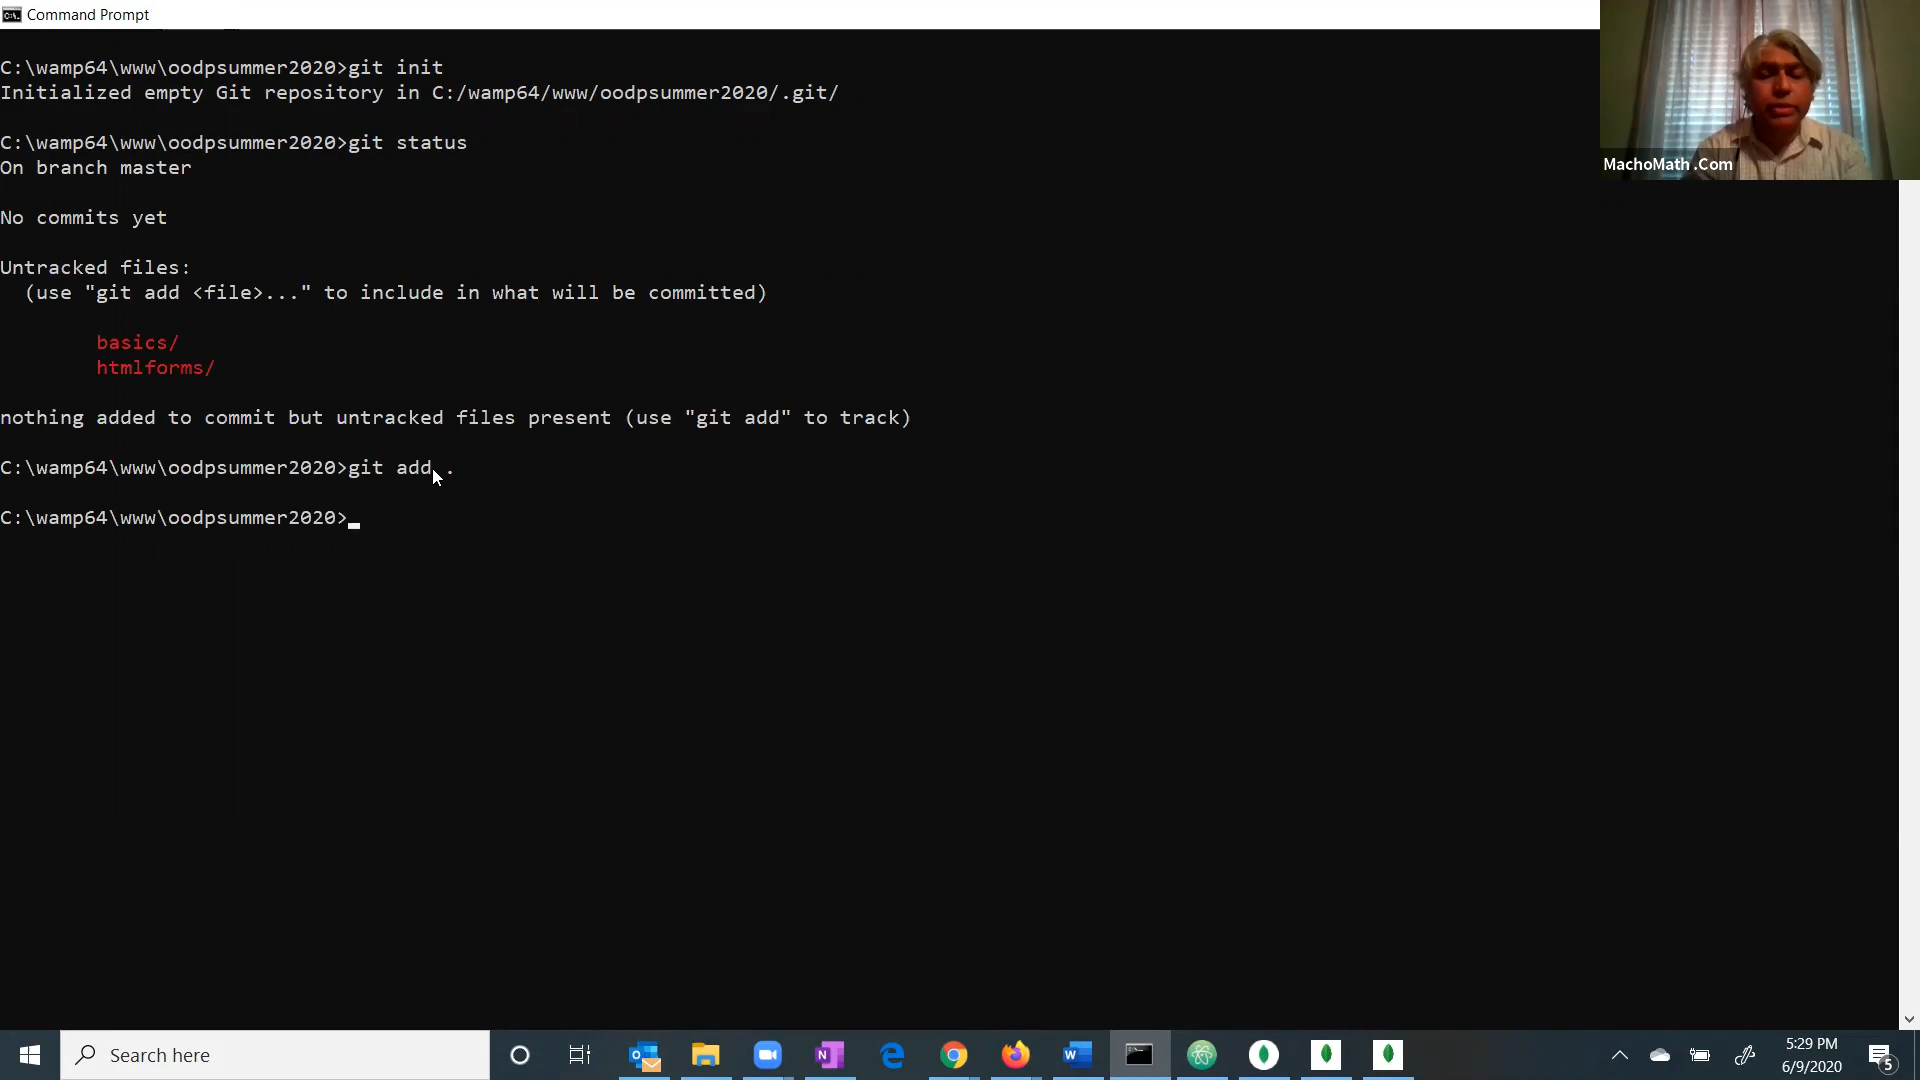 Command Prompt
C:\wamp64\www\oodpsummer2020>git init
Initialized empty Git repository in C:/wamp64/www/oodpsummer2020/.git/
C:\wamp64\www\oodpsummer2020>git status
On branch master
No commits yet
Untracked files:
(use "git add <file>..." to include in what will be committed)
basics/
htmlforms/
nothing added to commit but untracked files present (use "git add" to track)
C:\wamp64\www\oodpsummer2020>git add .
C:\wamp64\www\oodpsummer2020>
MachoMath .Com
Search here
5:29 PM
6/9/2020
5